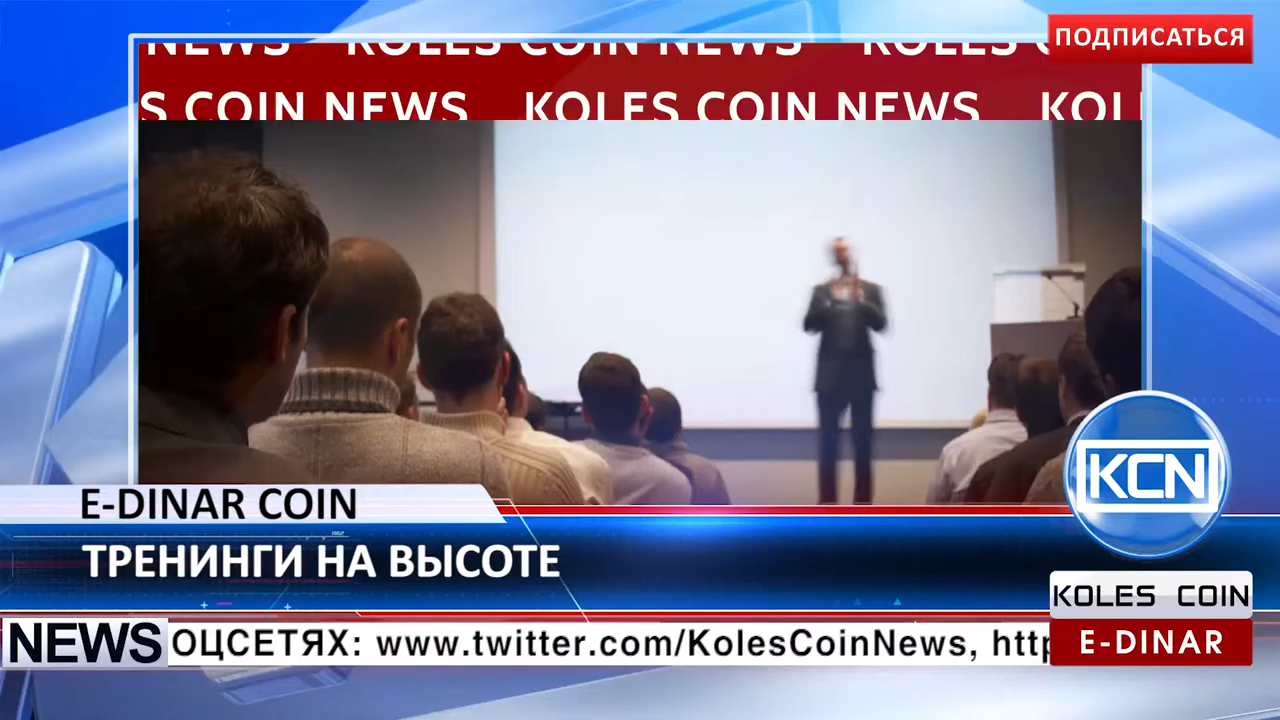 ПОДПИСАТЬСЯ
NEWS KOLES COIN NEWS KOLES
S COIN NEWS KOLES COIN NEWS KOL
KCN
E-DINAR COIN
ТРЕНИНГИ НА ВЫСОТЕ
KOLES COIN
NEWS ОЦСЕТЯХ: www.twitter.com/KolesCoinNews, http
E-DINAR